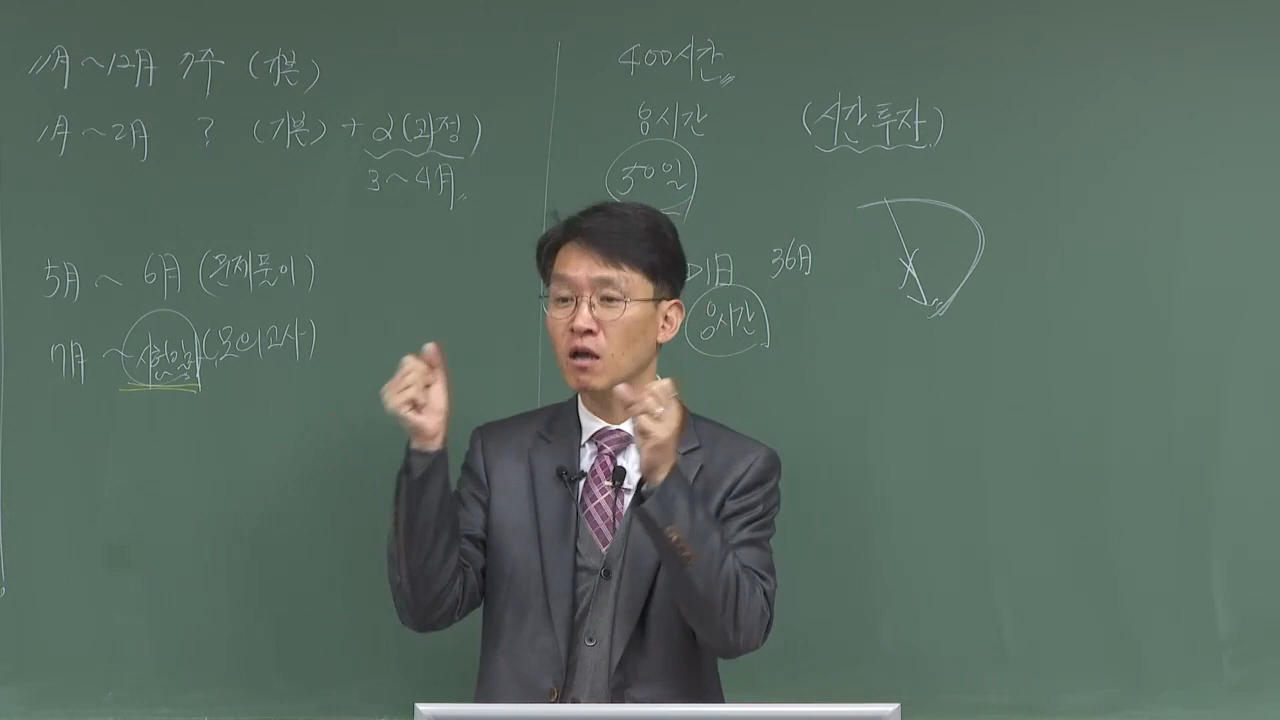 11月~12月 7주 (기본)
1月~2月 ? (기본) + α(과정)
3~4月
5月 ~ 6月 (문제풀이)
7月 ~ 시험일 (모의고사)
400시간
8시간
50일
1日 36月
8시간
(시간 투자)